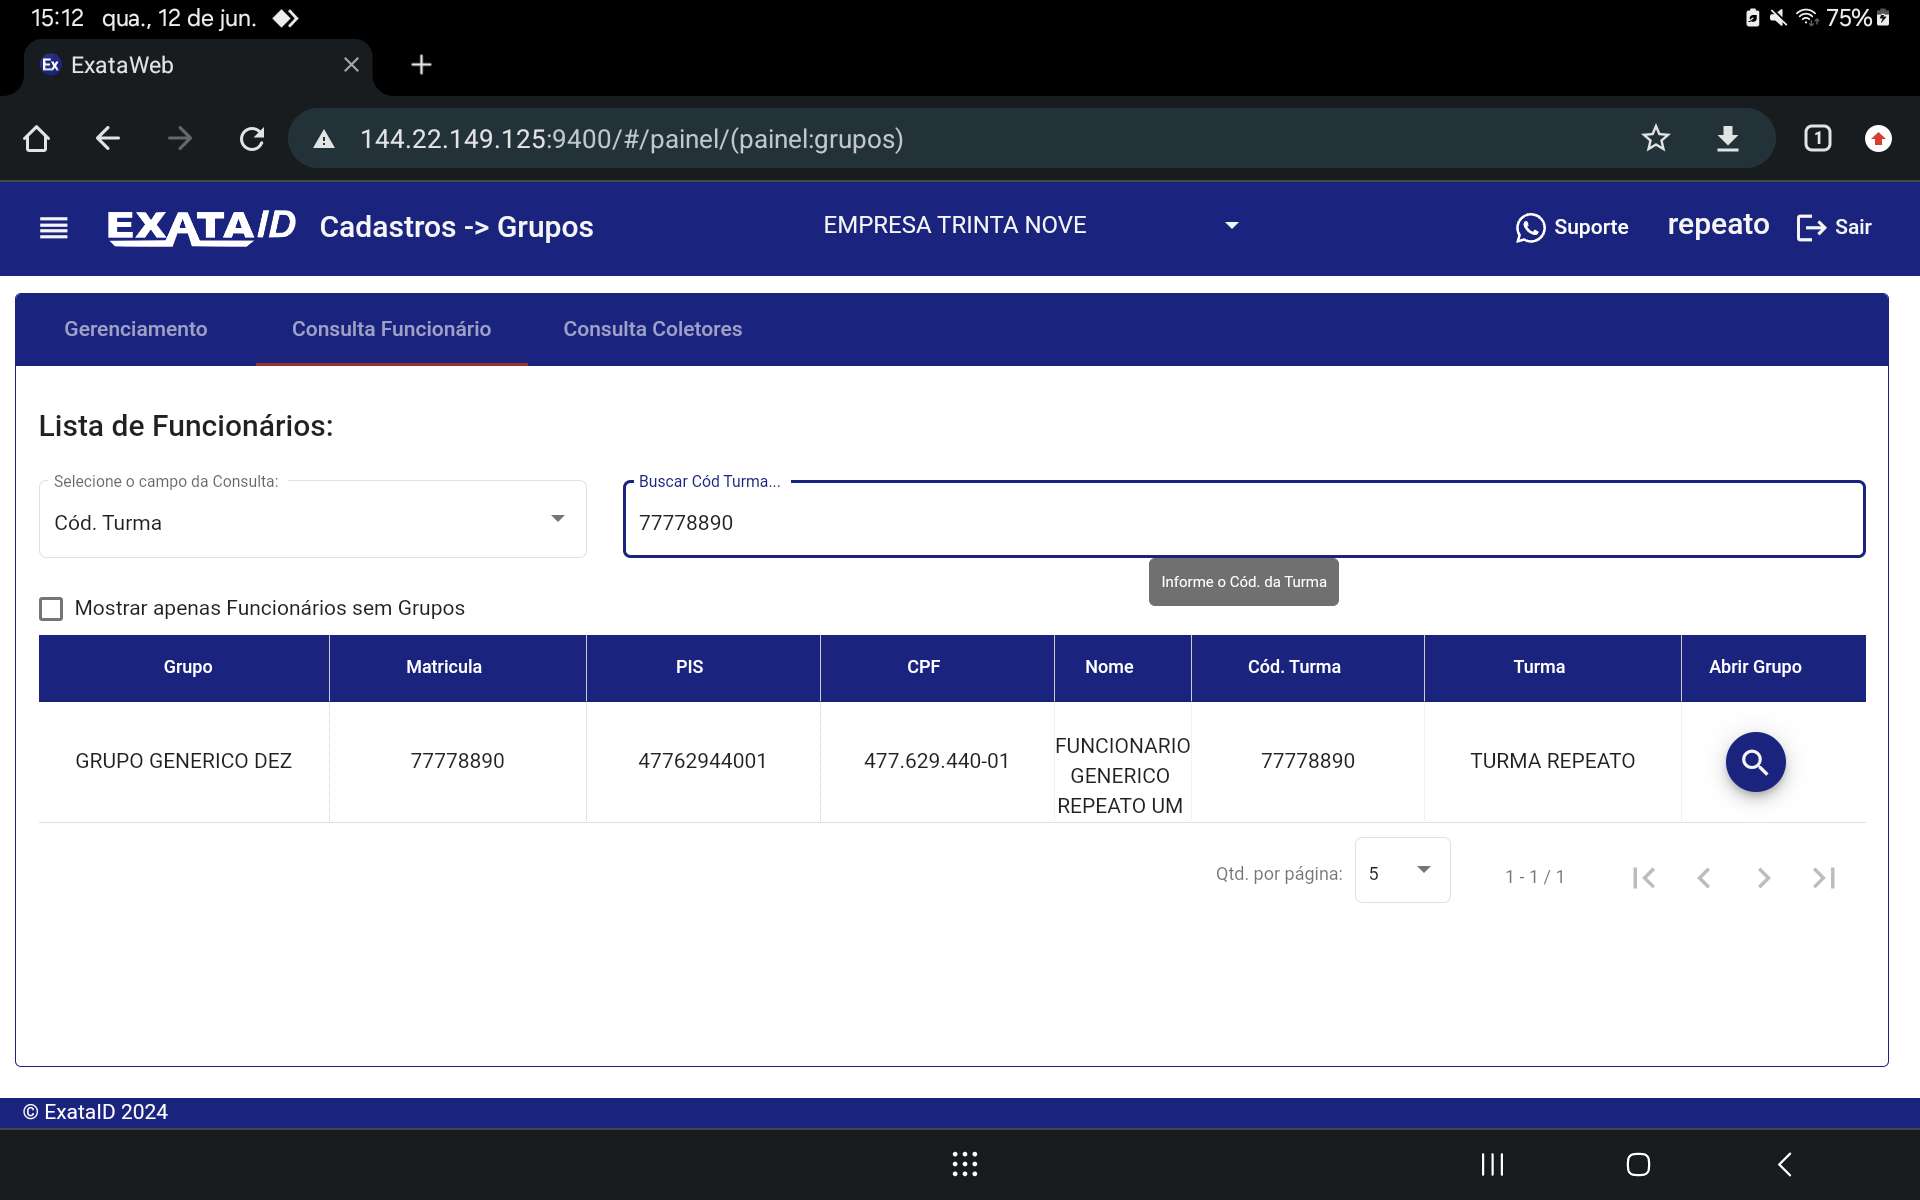 15:12 qua., 12 de jun. 75%
Ex ExataWeb
144.22.149.125:9400/#/painel/(painel:grupos) 1
EXATAID Cadastros -> Grupos EMPRESA TRINTA NOVE Suporte repeato Sair
Gerenciamento Consulta Funcionário Consulta Coletores
Lista de Funcionários:
Selecione o campo da Consulta: Buscar Cód Turma...
Cód. Turma 77778890
Informe o Cód. da Turma
Mostrar apenas Funcionários sem Grupos
Grupo Matricula PIS CPF Nome Cód. Turma Turma Abrir Grupo
GRUPO GENERICO DEZ 77778890 47762944001 477.629.440-01 FUNCIONARIO GENERICO REPEATO UM 77778890 TURMA REPEATO
Qtd. por página: 5 1 - 1 / 1
© ExataID 2024